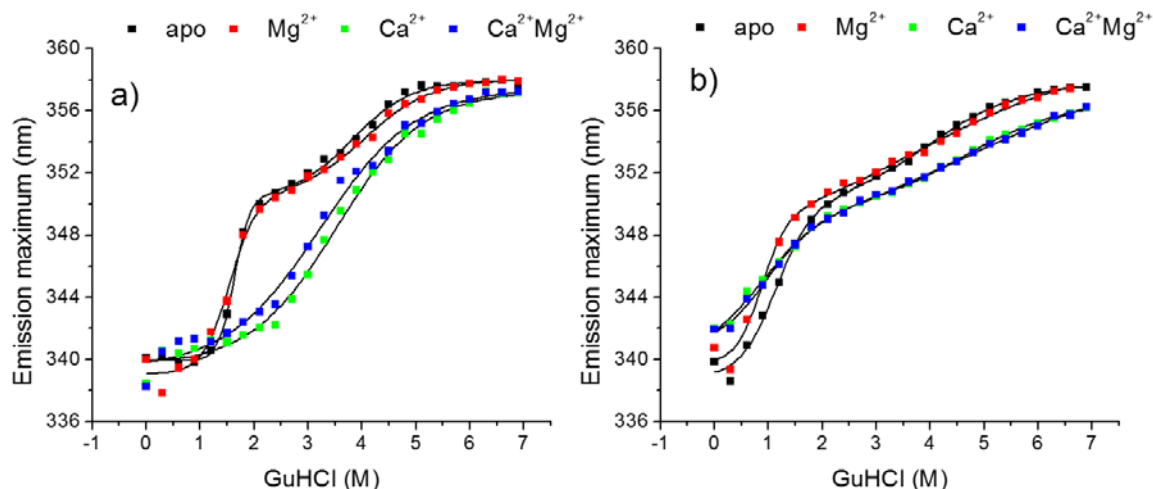 apo Mg²⁺ Ca²⁺ Ca²⁺Mg²⁺
a)
360
356
352
348
344
340
336
Emission maximum (nm)
-1 0 1 2 3 4 5 6 7
GuHCl (M)
apo Mg²⁺ Ca²⁺ Ca²⁺Mg²⁺
b)
360
356
352
348
344
340
336
Emission maximum (nm)
-1 0 1 2 3 4 5 6 7
GuHCl (M)